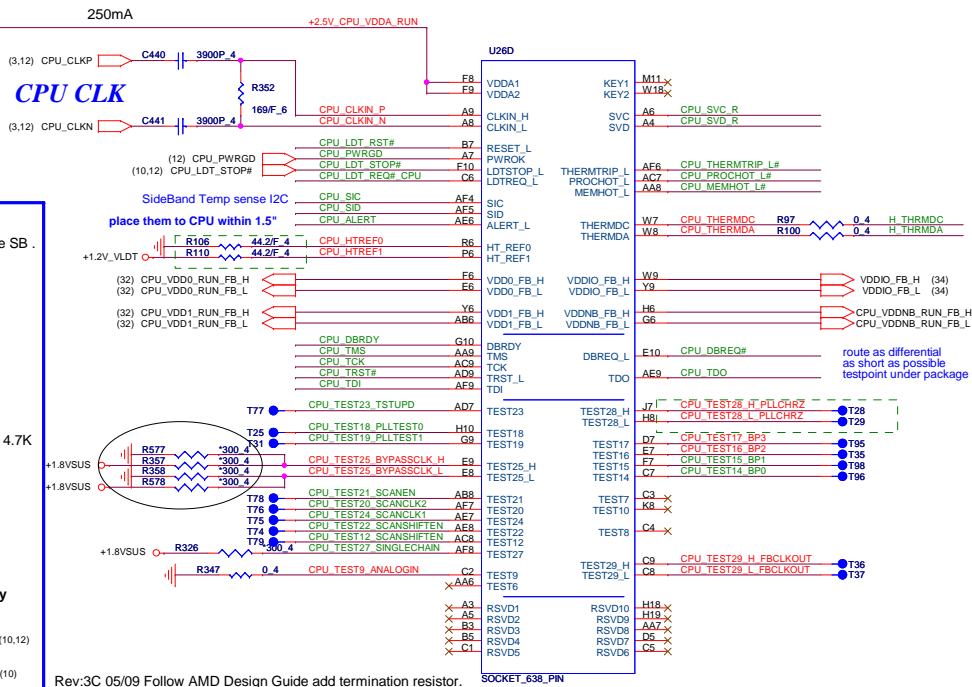 250mA
+2.5V_CPU_VDDA_RUN
U26D
(3,12) CPU_CLKP C440 3900P_4
R352
169/F_6
CPU CLK
(3,12) CPU_CLKN C441 3900P_4
F8 VDDA1 KEY1 M11
F9 VDDA2 KEY2 W18
CPU_CLKIN_P A9 CLKIN_H SVC A6 CPU_SVC_R
CPU_CLKIN_N A8 CLKIN_L SVD A4 CPU_SVD_R
CPU_LDT_RST# B7 RESET_L
(12) CPU_PWRGD CPU_PWRGD A7 PWROK
(10,12) CPU_LDT_STOP# CPU_LDT_STOP# F10 LDTSTOP_L THERMTRIP_L AF6 CPU_THERMTRIP_L#
CPU_LDT_REQ#_CPU C6 LDTREQ_L PROCHOT_L AC7 CPU_PROCHOT_L#
MEMHOT_L AA8 CPU_MEMHOT_L#
SideBand Temp sense I2C
CPU_SIC AF4 SIC
CPU_SID AF5 SID
CPU_ALERT AE6 ALERT_L
place them to CPU within 1.5"
THERMDC W7 CPU_THERMDC R97 0_4 H_THRMDC
THERMDA W8 CPU_THERMDA R100 0_4 H_THRMDA
e SB .
R106 44.2/F_4 CPU_HTREF0 R6 HT_REF0
+1.2V_VLDT R110 44.2/F_4 CPU_HTREF1 P6 HT_REF1
(32) CPU_VDD0_RUN_FB_H F6 VDD0_FB_H VDDIO_FB_H W9 VDDIO_FB_H (34)
(32) CPU_VDD0_RUN_FB_L E6 VDD0_FB_L VDDIO_FB_L Y9 VDDIO_FB_L (34)
(32) CPU_VDD1_RUN_FB_H Y6 VDD1_FB_H VDDNB_FB_H H6 CPU_VDDNB_RUN_FB_H
(32) CPU_VDD1_RUN_FB_L AB6 VDD1_FB_L VDDNB_FB_L G6 CPU_VDDNB_RUN_FB_L
CPU_DBRDY G10 DBRDY
CPU_TMS AA9 TMS DBREQ_L E10 CPU_DBREQ#
CPU_TCK AC9 TCK
CPU_TRST# AD9 TRST_L TDO AE9 CPU_TDO
CPU_TDI AF9 TDI
route as differential
as short as possible
testpoint under package
T77 CPU_TEST23_TSTUPD AD7 TEST23 TEST28_H J7 CPU_TEST28_H_PLLCHRZ T28
TEST28_L H8 CPU_TEST28_L_PLLCHRZ T29
T25 CPU_TEST18_PLLTEST0 H10 TEST18
T31 CPU_TEST19_PLLTEST1 G9 TEST19 TEST17 D7 CPU_TEST17_BP3 T95
TEST16 E7 CPU_TEST16_BP2 T35
TEST15 F7 CPU_TEST15_BP1 T98
TEST14 C7 CPU_TEST14_BP0 T96
4.7K
R577 *300_4
+1.8VSUS R357 *300_4 CPU_TEST25_BYPASSCLK_H E9 TEST25_H
R358 *300_4 CPU_TEST25_BYPASSCLK_L E8 TEST25_L
+1.8VSUS R578 *300_4
T78 CPU_TEST21_SCANEN AB8 TEST21 TEST7 C3
T76 CPU_TEST20_SCANCLK2 AF7 TEST20 TEST10 K8
T75 CPU_TEST24_SCANCLK1 AE7 TEST24
T74 CPU_TEST22_SCANSHIFTEN AE8 TEST22 TEST8 C4
T79 CPU_TEST12_SCANSHIFTEN AC8 TEST12
+1.8VSUS R326 *300_4 CPU_TEST27_SINGLECHAIN AF8 TEST27
TEST29_H C9 CPU_TEST29_H_FBCLKOUT T36
R347 0_4 CPU_TEST9_ANALOGIN C2 TEST9 TEST29_L C8 CPU_TEST29_L_FBCLKOUT T37
AA6 TEST6
y
A3 RSVD1 RSVD10 H18
A5 RSVD2 RSVD9 H19
B3 RSVD3 RSVD8 AA7
B5 RSVD4 RSVD7 D5
C1 RSVD5 RSVD6 C5
(10,12)
(10)
SOCKET_638_PIN
Rev:3C 05/09 Follow AMD Design Guide add termination resistor.